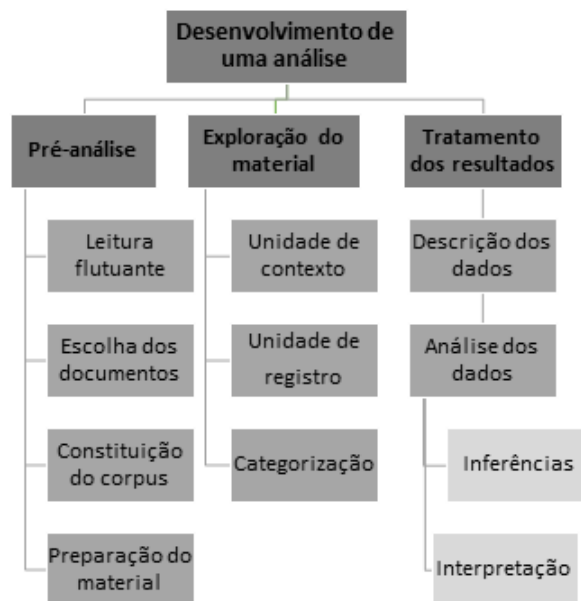 Desenvolvimento de
uma análise
Pré-análise
Exploração do
material
Tratamento
dos resultados
Leitura
flutuante
Unidade de
contexto
Descrição dos
dados
Escolha dos
documentos
Unidade de
registro
Análise dos
dados
Constituição
do corpus
Categorização
Inferências
Preparação do
material
Interpretação